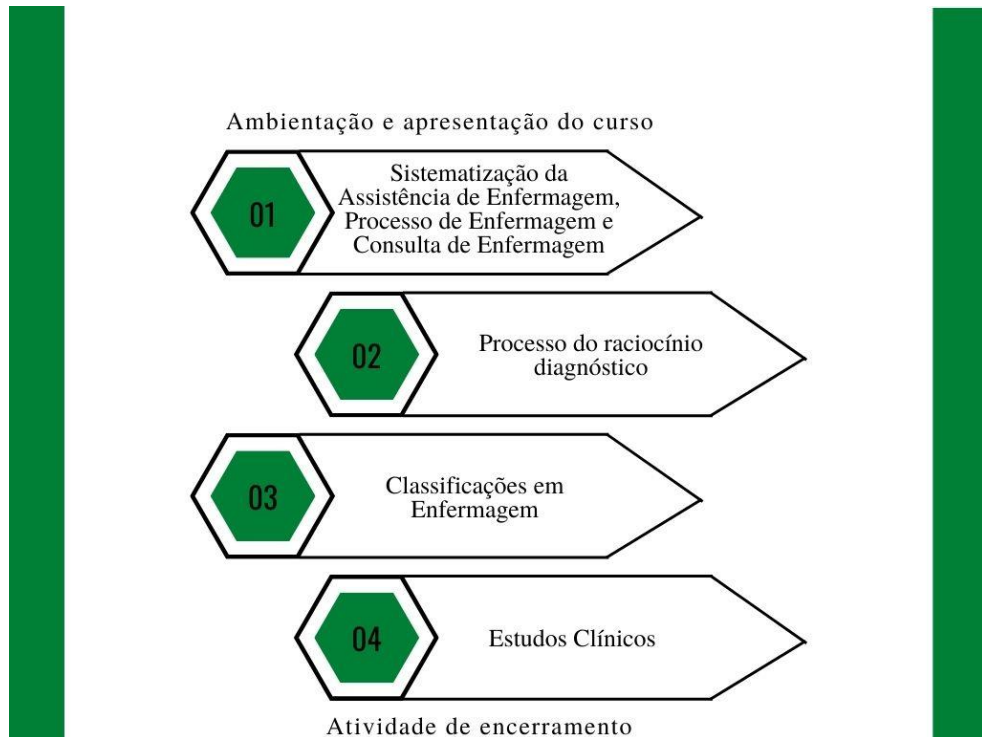 Ambientação e apresentação do curso
01
Sistematização da
Assistência de Enfermagem,
Processo de Enfermagem e
Consulta de Enfermagem
02
Processo do raciocínio
diagnóstico
03
Classificações em
Enfermagem
04
Estudos Clínicos
Atividade de encerramento